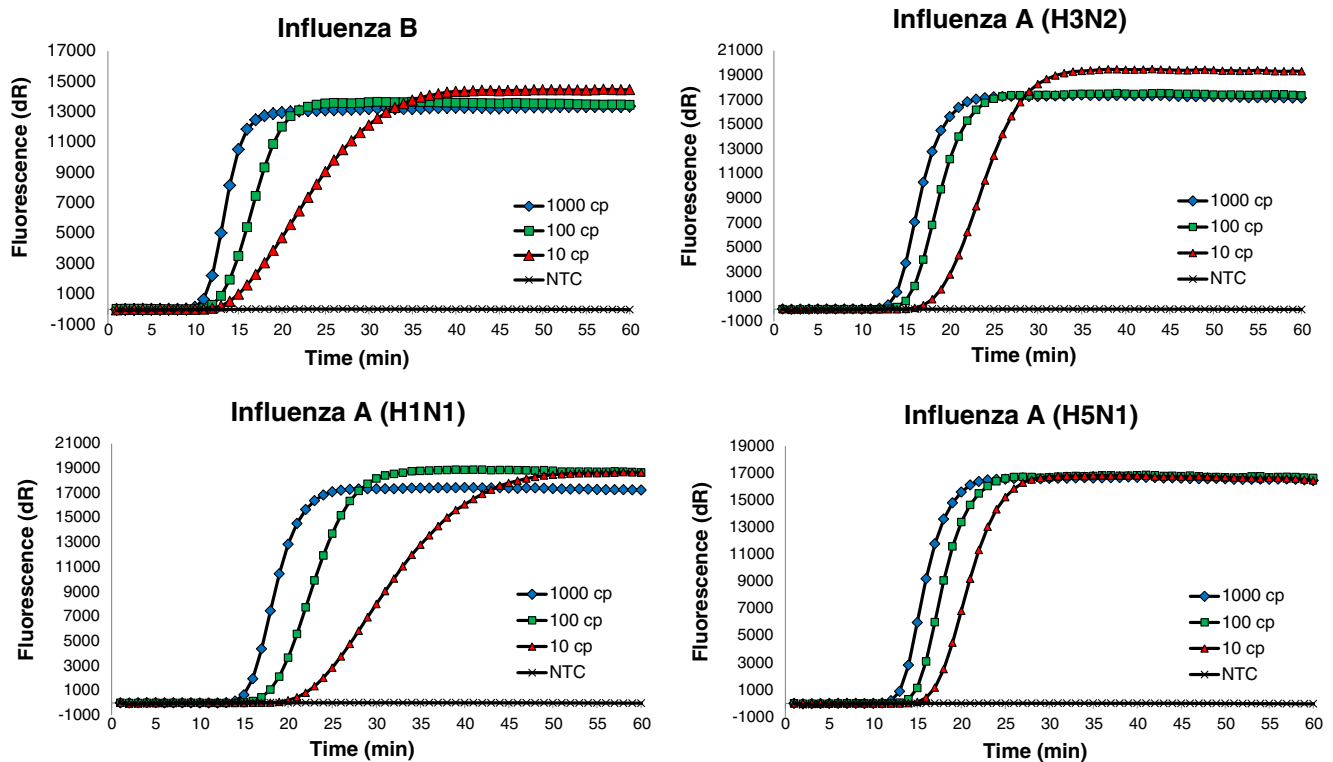 Influenza B
17000
15000
13000
11000
9000
7000
5000
3000
1000
-1000
Fluorescence (dR)
0 5 10 15 20 25 30 35 40 45 50 55 60
Time (min)
1000 cp
100 cp
10 cp
NTC
Influenza A (H3N2)
21000
19000
17000
15000
13000
11000
9000
7000
5000
3000
1000
-1000
Fluorescence (dR)
0 5 10 15 20 25 30 35 40 45 50 55 60
Time (min)
1000 cp
100 cp
10 cp
NTC
Influenza A (H1N1)
21000
19000
17000
15000
13000
11000
9000
7000
5000
3000
1000
-1000
Fluorescence (dR)
0 5 10 15 20 25 30 35 40 45 50 55 60
Time (min)
1000 cp
100 cp
10 cp
NTC
Influenza A (H5N1)
19000
17000
15000
13000
11000
9000
7000
5000
3000
1000
-1000
Fluorescence (dR)
0 5 10 15 20 25 30 35 40 45 50 55 60
Time (min)
1000 cp
100 cp
10 cp
NTC